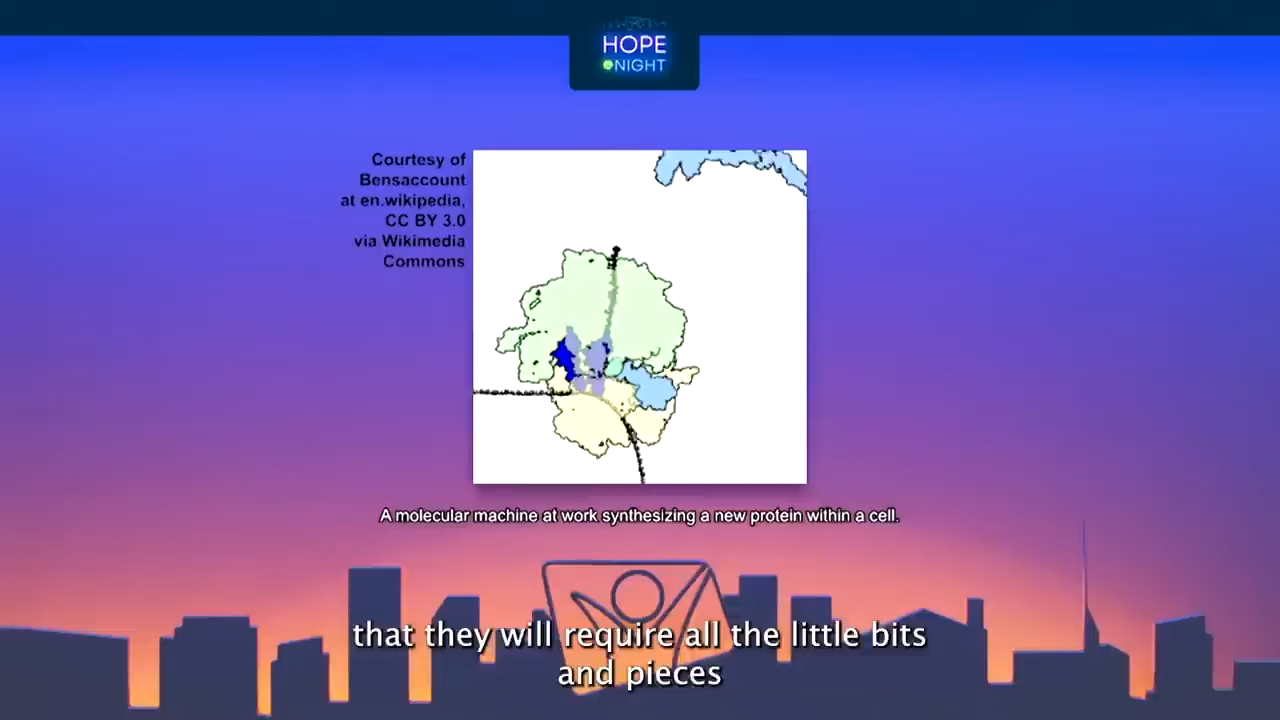 HOPE
NIGHT
Courtesy of
Bensaccount
at en.wikipedia,
CC BY 3.0
via Wikimedia
Commons
A molecular machine at work synthesizing a new protein within a cell.
that they will require all the little bits
and pieces